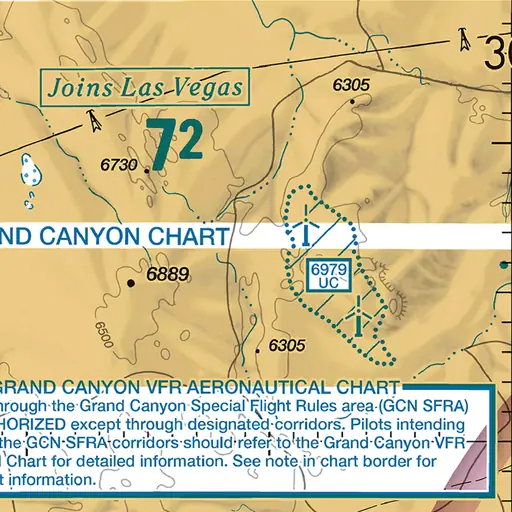 30
6305
Joins Las Vegas
72
6730
ND CANYON CHART
6979
UC
6889
6500
6305
GRAND CANYON VFR AERONAUTICAL CHART
hrough the Grand Canyon Special Flight Rules area (GCN SFRA)
HORIZED except through designated corridors. Pilots intending
the GCN SFRA corridors should refer to the Grand Canyon VFR
l Chart for detailed information. See note in chart border for
t information.